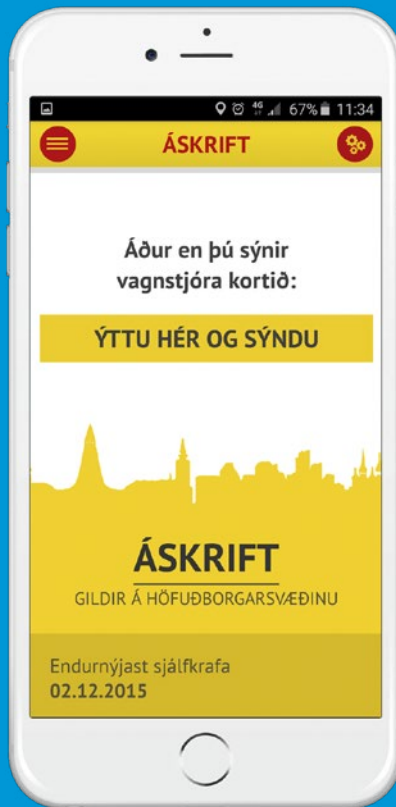 4G 67% 11:34
ÁSKRIFT
Áður en þú sýnir
vagnstjóra kortið:
ÝTTU HÉR OG SÝNDU
ÁSKRIFT
GILDIR Á HÖFUÐBORGARSVÆÐINU
Endurnýjast sjálfkrafa
02.12.2015